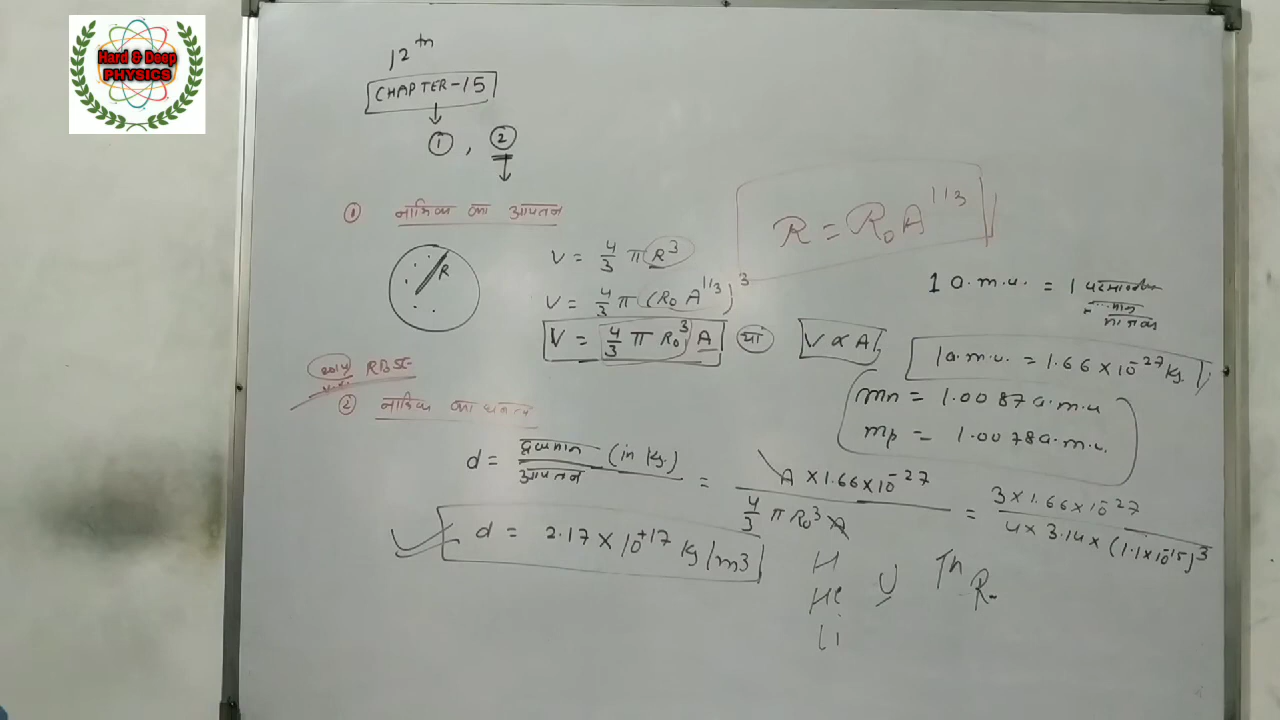 Hard & Deep
PHYSICS
12th
CHAPTER-15
① , ②
① नाभिक का आयतन
R
R = R₀A^1/3
V = 4/3 π R³
V = 4/3 π (R₀ A^1/3)³
V = 4/3 π R₀³ A या V ∝ A
1 a.m.u. = 1
1a.m.u. = 1.66 × 10^-27 kg
mn = 1.0087 a.m.u
mp = 1.0078 a.m.u.
2014 RBSE
② नाभिक का घनत्व
d = द्रव्यमान (in kg) / आयतन = A × 1.66 × 10^-27 / 4/3 π R₀³ × A = 3 × 1.66 × 10^-27 / 4 × 3.14 × (1.1 × 10^-15)³
d = 2.17 × 10^+17 kg/m3
H
He U Th R
Li